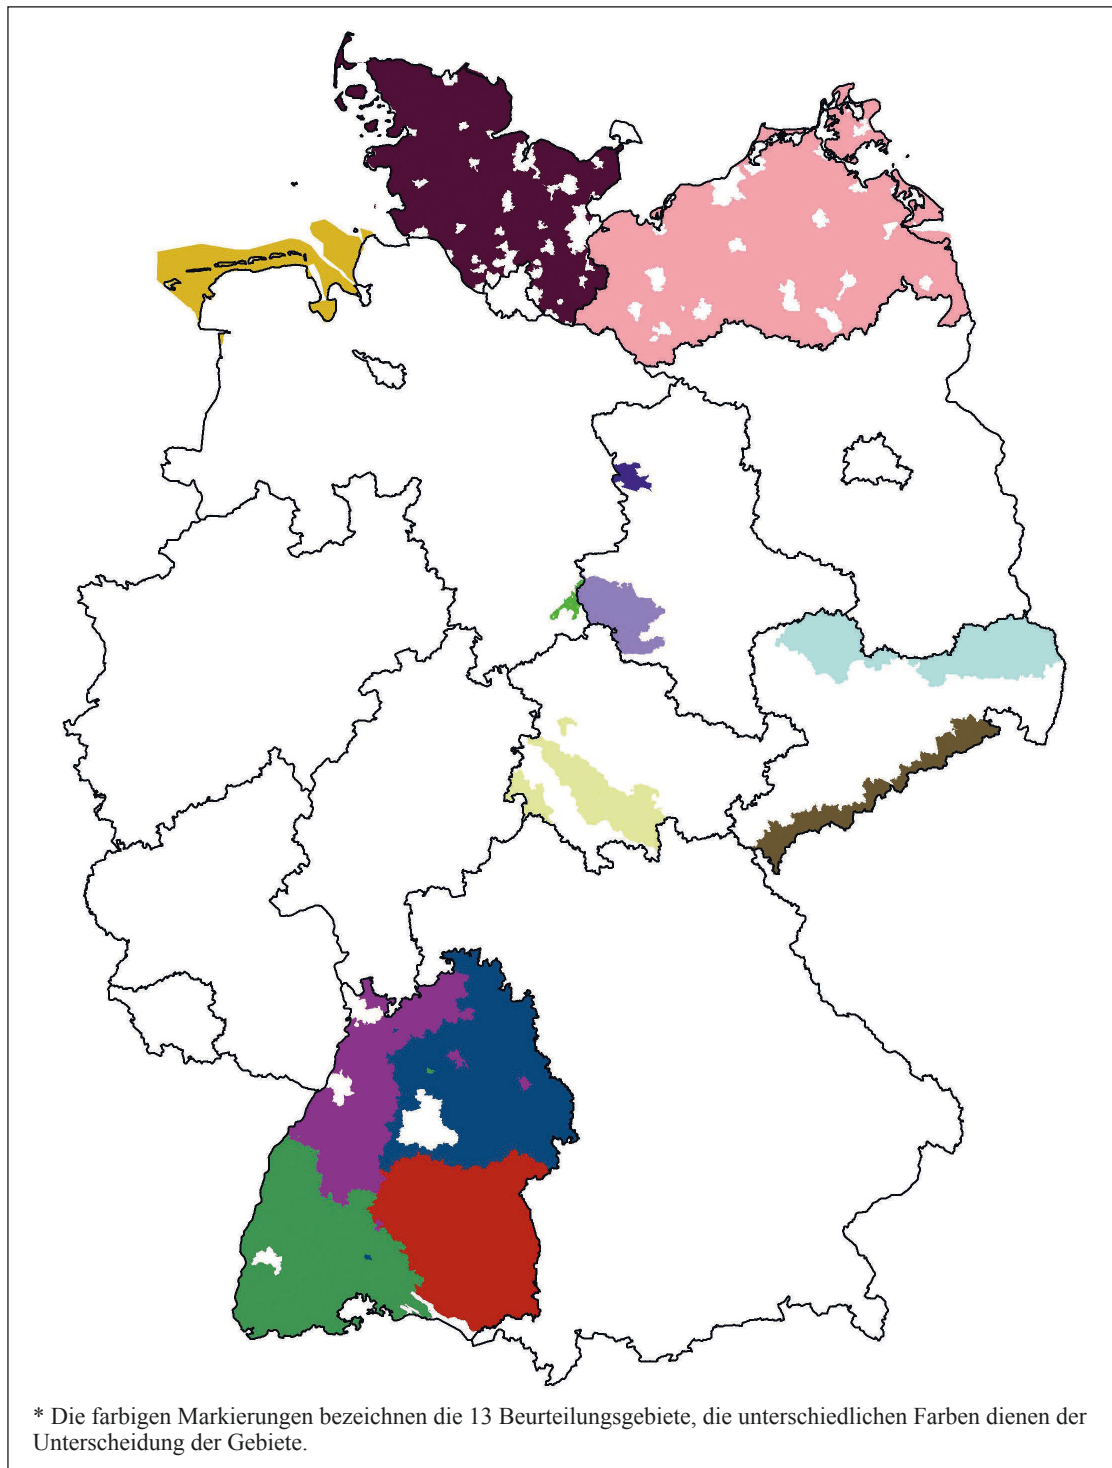 * Die farbigen Markierungen bezeichnen die 13 Beurteilungsgebiete, die unterschiedlichen Farben dienen der
Unterscheidung der Gebiete.